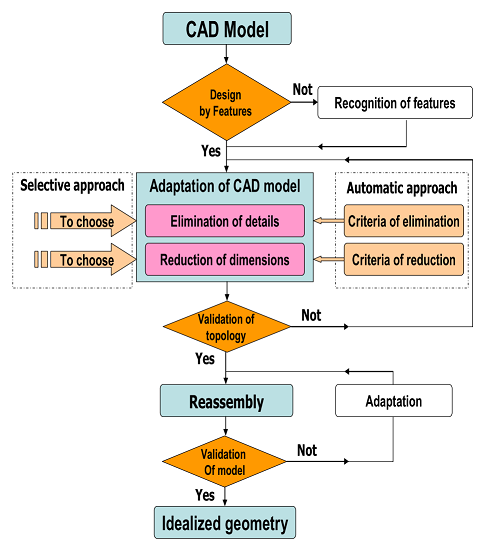 CAD Model
Design
by Features
Not
Recognition of features
Yes
Selective approach
Adaptation of CAD model
Automatic approach
To choose
Elimination of details
Criteria of elimination
To choose
Reduction of dimensions
Criteria of reduction
Validation of
topology
Not
Yes
Reassembly
Adaptation
Validation
Of model
Not
Yes
Idealized geometry